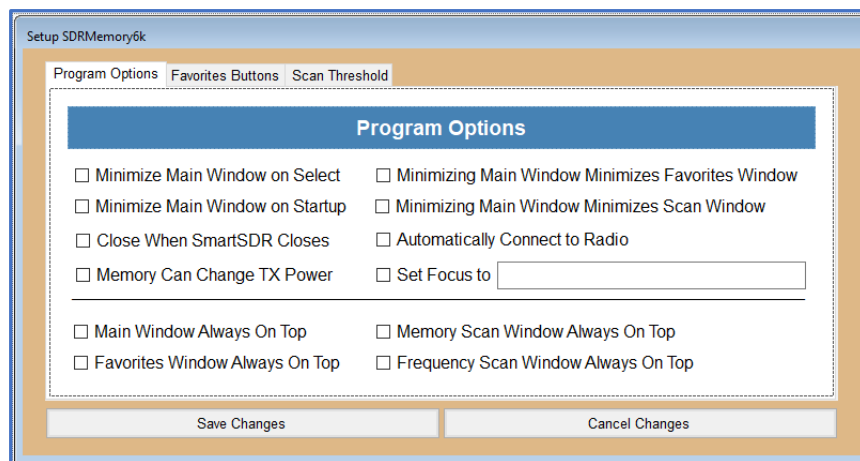 Setup SDRMemory6k
Program Options Favorites Buttons Scan Threshold
Program Options
Minimize Main Window on Select Minimizing Main Window Minimizes Favorites Window
Minimize Main Window on Startup Minimizing Main Window Minimizes Scan Window
Close When SmartSDR Closes Automatically Connect to Radio
Memory Can Change TX Power Set Focus to
Main Window Always On Top Memory Scan Window Always On Top
Favorites Window Always On Top Frequency Scan Window Always On Top
Save Changes Cancel Changes